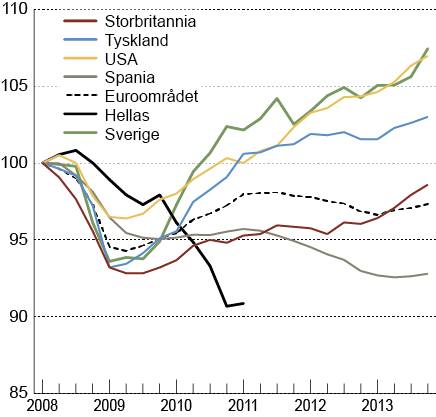 110
105
100
95
90
85
Storbritannia
Tyskland
USA
Spania
Euroområdet
Hellas
Sverige
2008 2009 2010 2011 2012 2013